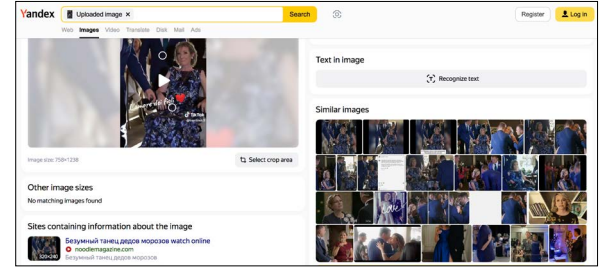 Yandex
Uploaded image ×
Search
Register
Log in
Web Images Video Translate Disk Mail Ads
TikTok
Image size: 758×1238
Select crop area
Other image sizes
No matching images found
Sites containing information about the image
320×240
Безумный танец дедов морозов watch online
noodlemagazine.com
Безумный танец дедов морозов
Text in image
Recognize text
Similar images